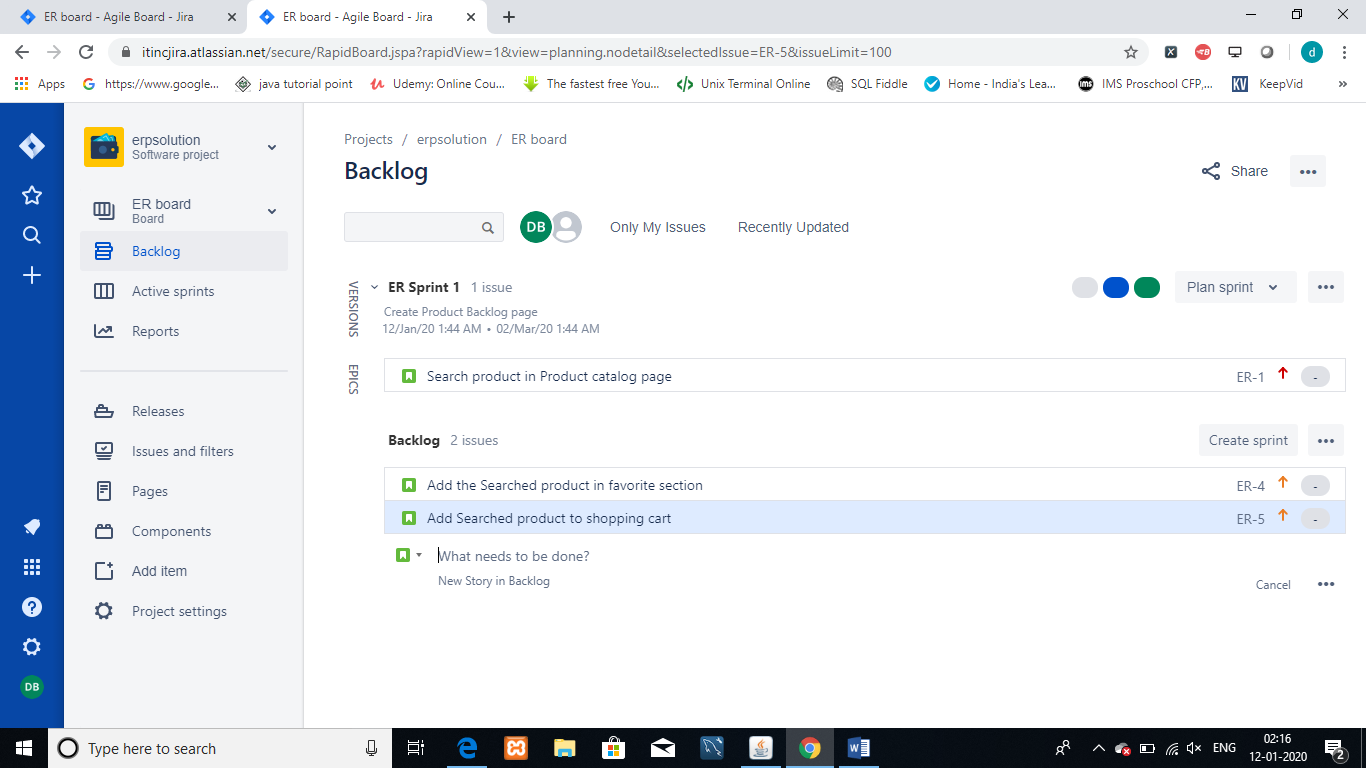 ER board - Agile Board - Jira
ER board - Agile Board - Jira
itincjira.atlassian.net/secure/RapidBoard.jspa?rapidView=1&view=planning.nodetail&selectedIssue=ER-5&issueLimit=100
d
Apps
https://www.google...
java tutorial point
Udemy: Online Cou...
The fastest free You...
Unix Terminal Online
SQL Fiddle
Home - India's Lea...
ims
IMS Proschool CFP,...
KV
KeepVid
»
erpsolution
Software project
ER board
Board
Backlog
Active sprints
Reports
Releases
Issues and filters
Pages
Components
Add item
Project settings
DB
Projects / erpsolution / ER board
Backlog
Share
DB
Only My Issues
Recently Updated
VERSIONS
EPICS
ER Sprint 1 1 issue
Plan sprint
Create Product Backlog page
12/Jan/20 1:44 AM • 02/Mar/20 1:44 AM
Search product in Product catalog page ER-1 -
Backlog 2 issues
Create sprint
Add the Searched product in favorite section ER-4 -
Add Searched product to shopping cart ER-5 -
What needs to be done?
New Story in Backlog
Cancel
Type here to search
ENG
02:16
12-01-2020
2